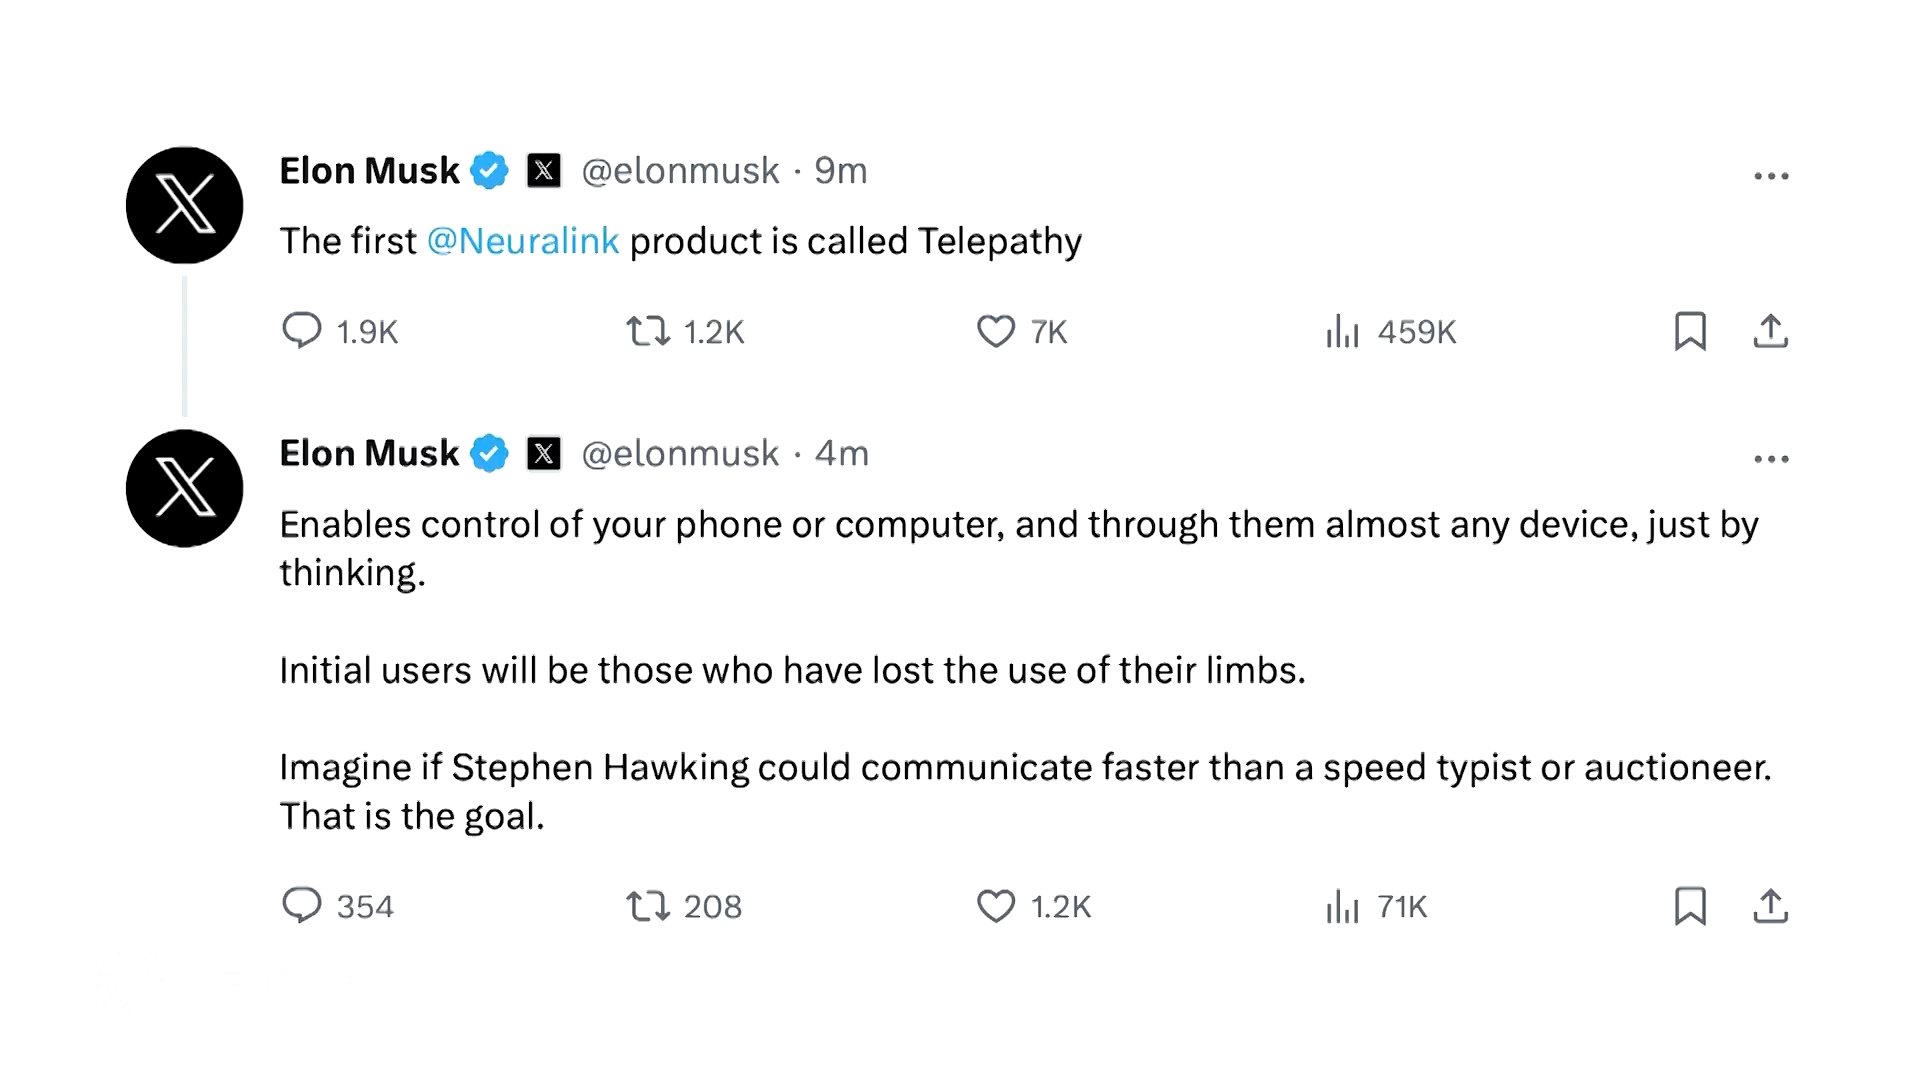 Elon Musk @elonmusk · 9m
The first @Neuralink product is called Telepathy
1.9K 1.2K 7K 459K
Elon Musk @elonmusk · 4m
Enables control of your phone or computer, and through them almost any device, just by
thinking.
Initial users will be those who have lost the use of their limbs.
Imagine if Stephen Hawking could communicate faster than a speed typist or auctioneer.
That is the goal.
354 208 1.2K 71K